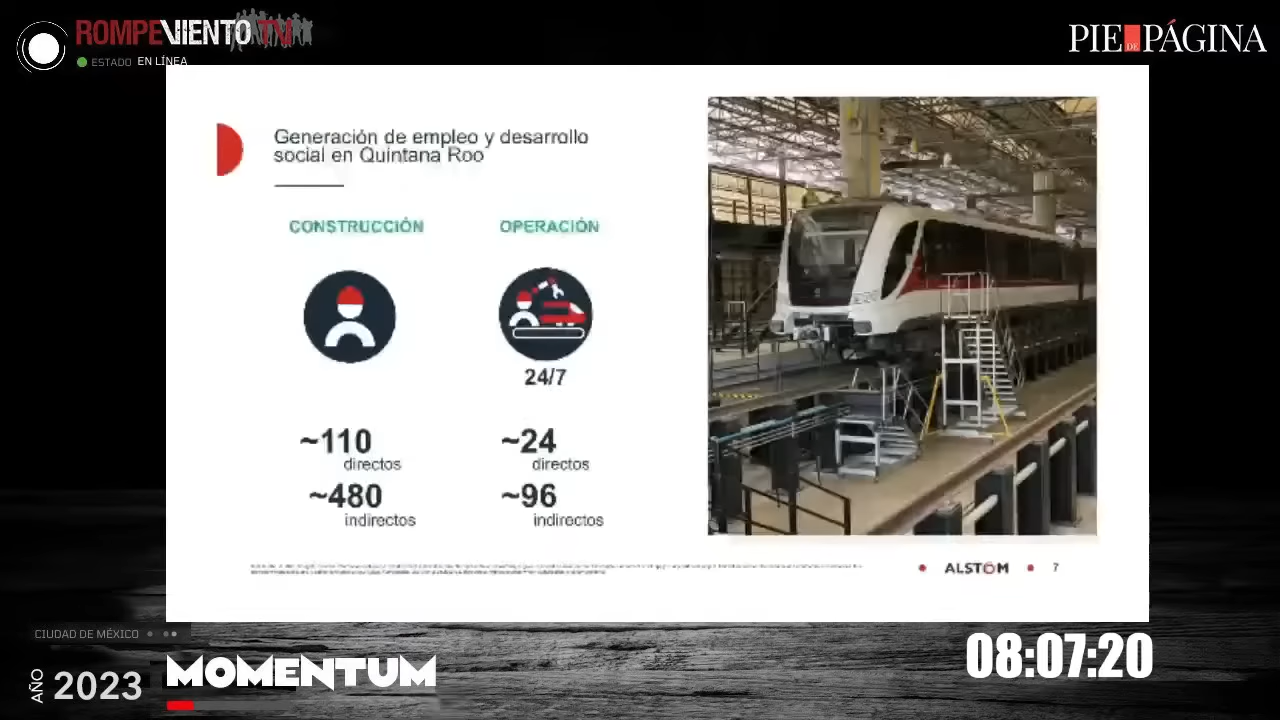 ROMPEVIENTO TV
ESTADO EN LÍNEA
PIE DE PÁGINA
Generación de empleo y desarrollo
social en Quintana Roo
CONSTRUCCIÓN
OPERACIÓN
24/7
~110
directos
~24
directos
~480
indirectos
~96
indirectos
ALSTOM
7
CIUDAD DE MÉXICO
AÑO 2023
MOMENTUM
08:07:20